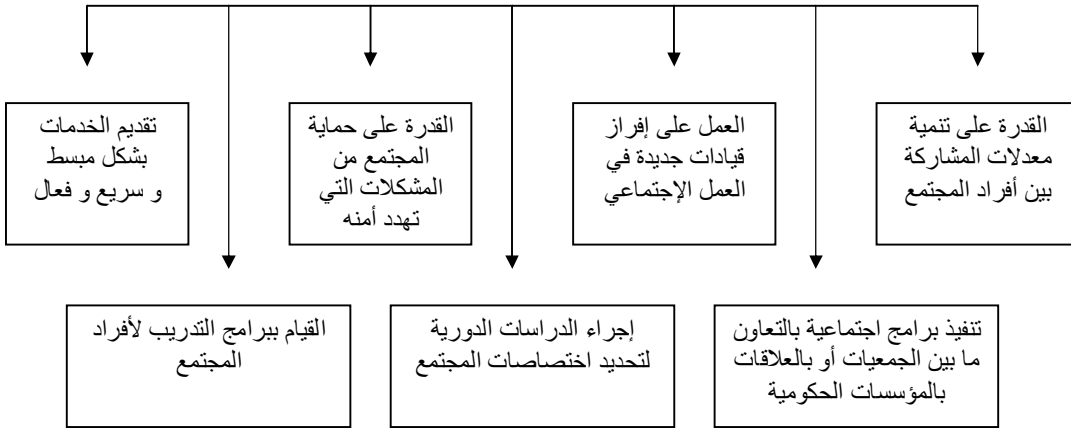 القدرة على تنمية
معدلات المشاركة
بين أفراد المجتمع
العمل على إفراز
قيادات جديدة في
العمل الإجتماعي
القدرة على حماية
المجتمع من
المشكلات التي
تهدد أمنه
تقديم الخدمات
بشكل مبسط
و سريع و فعال
تنفيذ برامج اجتماعية بالتعاون
ما بين الجمعيات أو بالعلاقات
بالمؤسسات الحكومية
إجراء الدراسات الدورية
لتحديد اختصاصات المجتمع
القيام ببرامج التدريب لأفراد
المجتمع